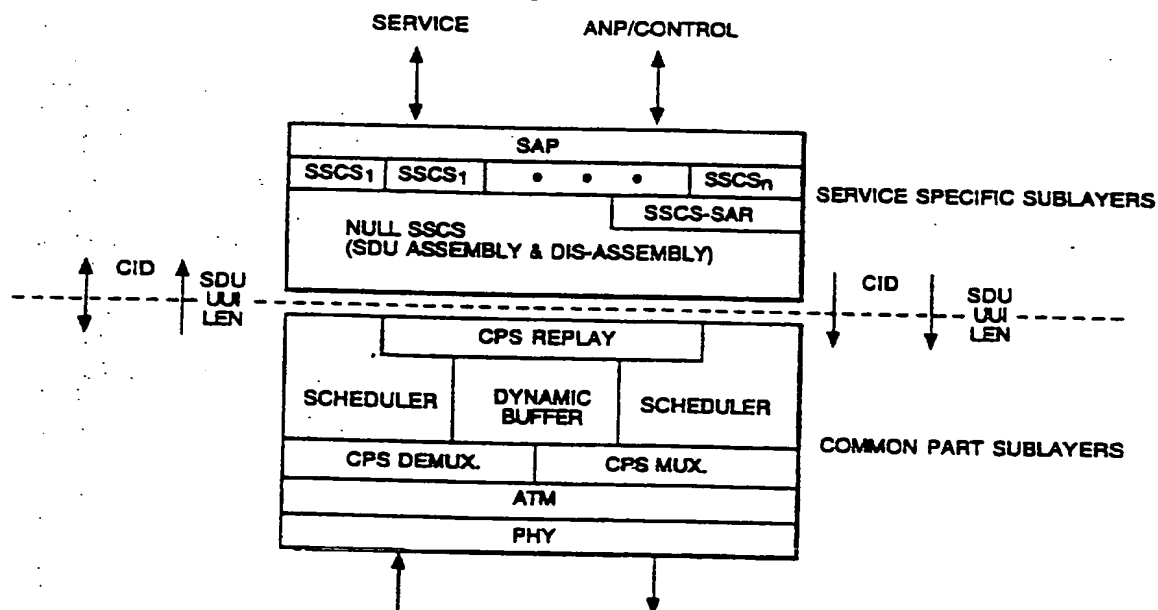 SERVICE ANP/CONTROL
SAP
SSCS1 SSCS1 • • • SSCSn
SERVICE SPECIFIC SUBLAYERS
SSCS-SAR
NULL SSCS
(SDU ASSEMBLY & DIS-ASSEMBLY)
CID SDU
UUI
LEN
CID SDU
UUI
LEN
CPS REPLAY
SCHEDULER DYNAMIC
BUFFER SCHEDULER
COMMON PART SUBLAYERS
CPS DEMUX. CPS MUX.
ATM
PHY